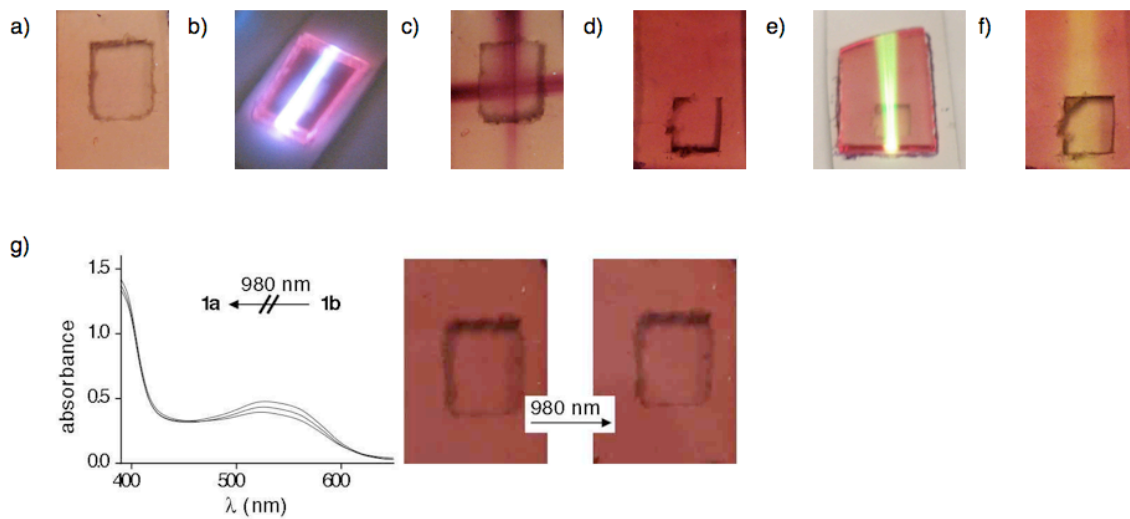 a) b) c) d) e) f)
g)
1.5
1.0
0.5
0.0
absorbance
980 nm
1a 1b
400 500 600
λ (nm)
980 nm